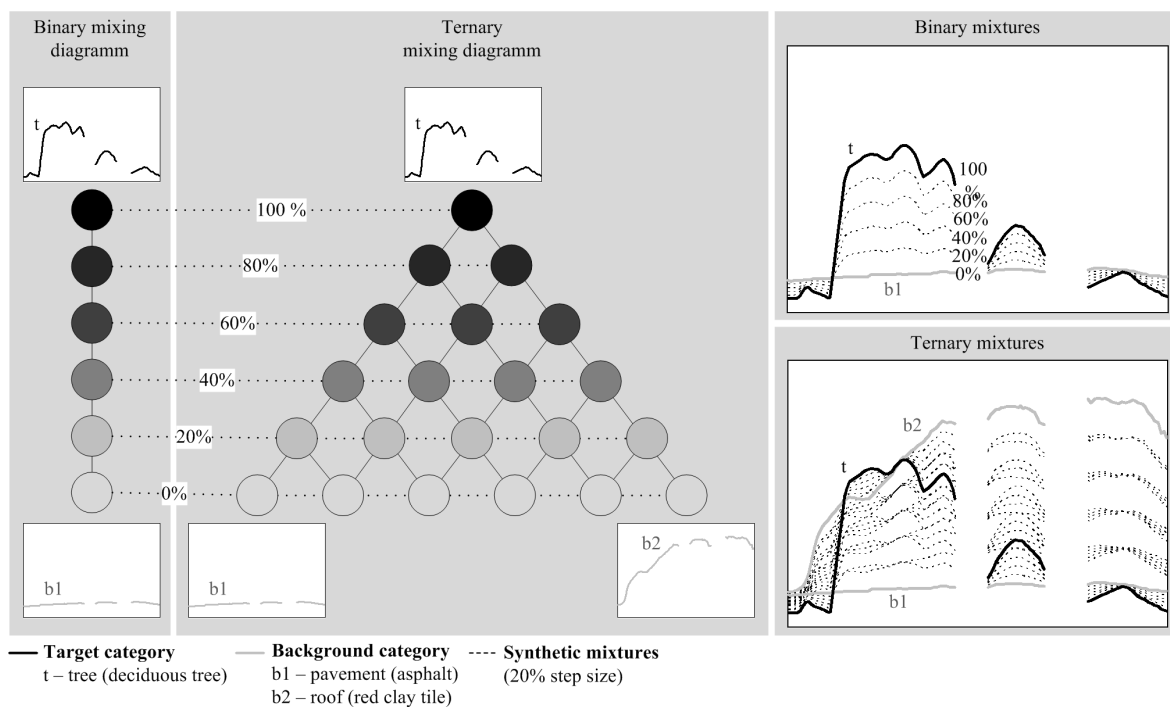 Binary mixing
diagramm
Ternary
mixing diagramm
t
t
100 %
80%
60%
40%
20%
0%
b1
b1
b2
Binary mixtures
t
100
%
80%
60%
40%
20%
0%
b1
Ternary mixtures
b2
t
b1
Target category
t – tree (deciduous tree)
Background category
b1 – pavement (asphalt)
b2 – roof (red clay tile)
Synthetic mixtures
(20% step size)